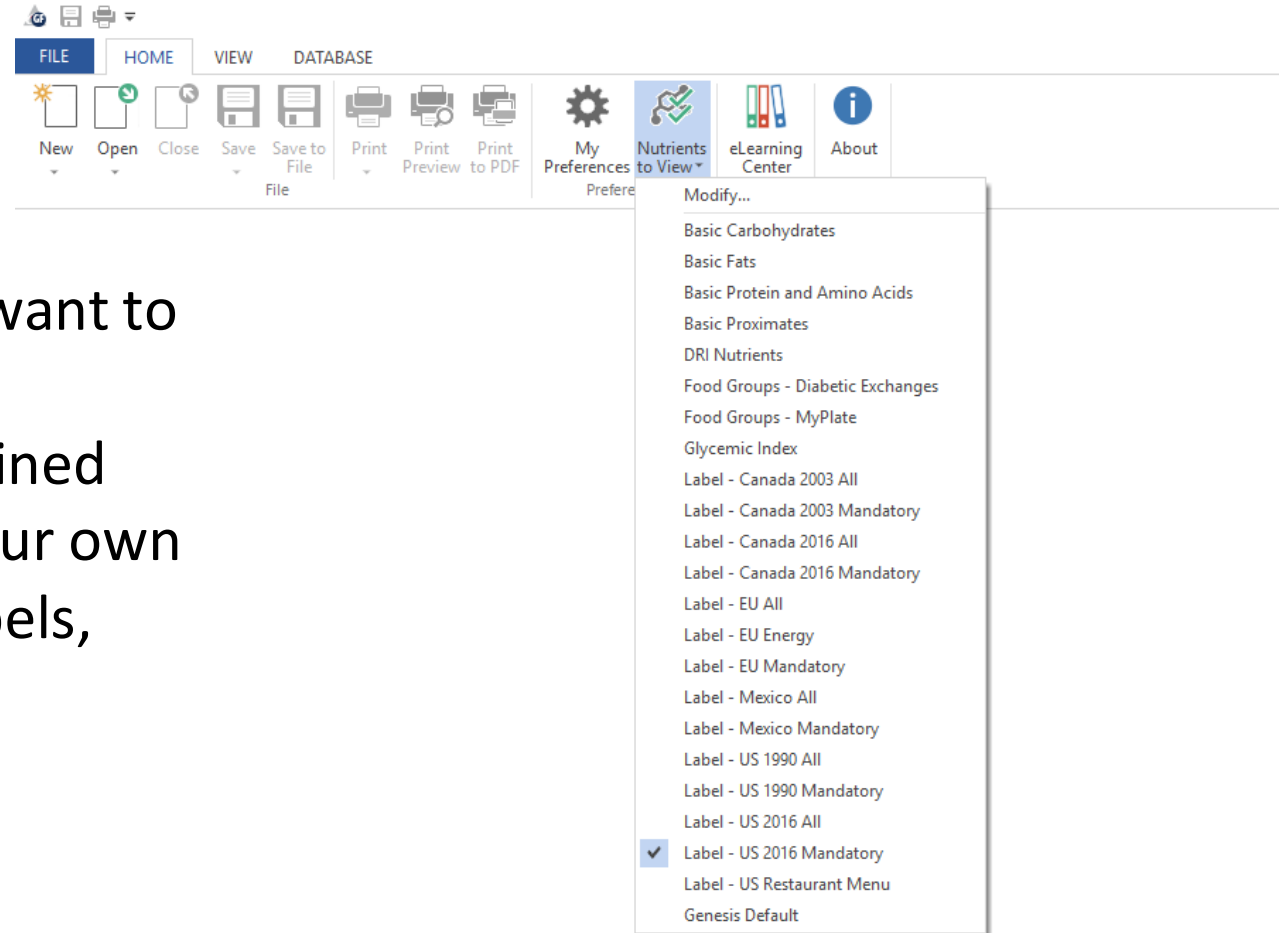 GF
FILE HOME VIEW DATABASE
New Open Close Save Save to File Print Print Preview Print to PDF My Preferences Nutrients to View eLearning Center About
File Prefere
Modify...
Basic Carbohydrates
Basic Fats
Basic Protein and Amino Acids
Basic Proximates
DRI Nutrients
Food Groups - Diabetic Exchanges
Food Groups - MyPlate
Glycemic Index
Label - Canada 2003 All
Label - Canada 2003 Mandatory
Label - Canada 2016 All
Label - Canada 2016 Mandatory
Label - EU All
Label - EU Energy
Label - EU Mandatory
Label - Mexico All
Label - Mexico Mandatory
Label - US 1990 All
Label - US 1990 Mandatory
Label - US 2016 All
Label - US 2016 Mandatory
Label - US Restaurant Menu
Genesis Default
want to
ined
ur own
els,